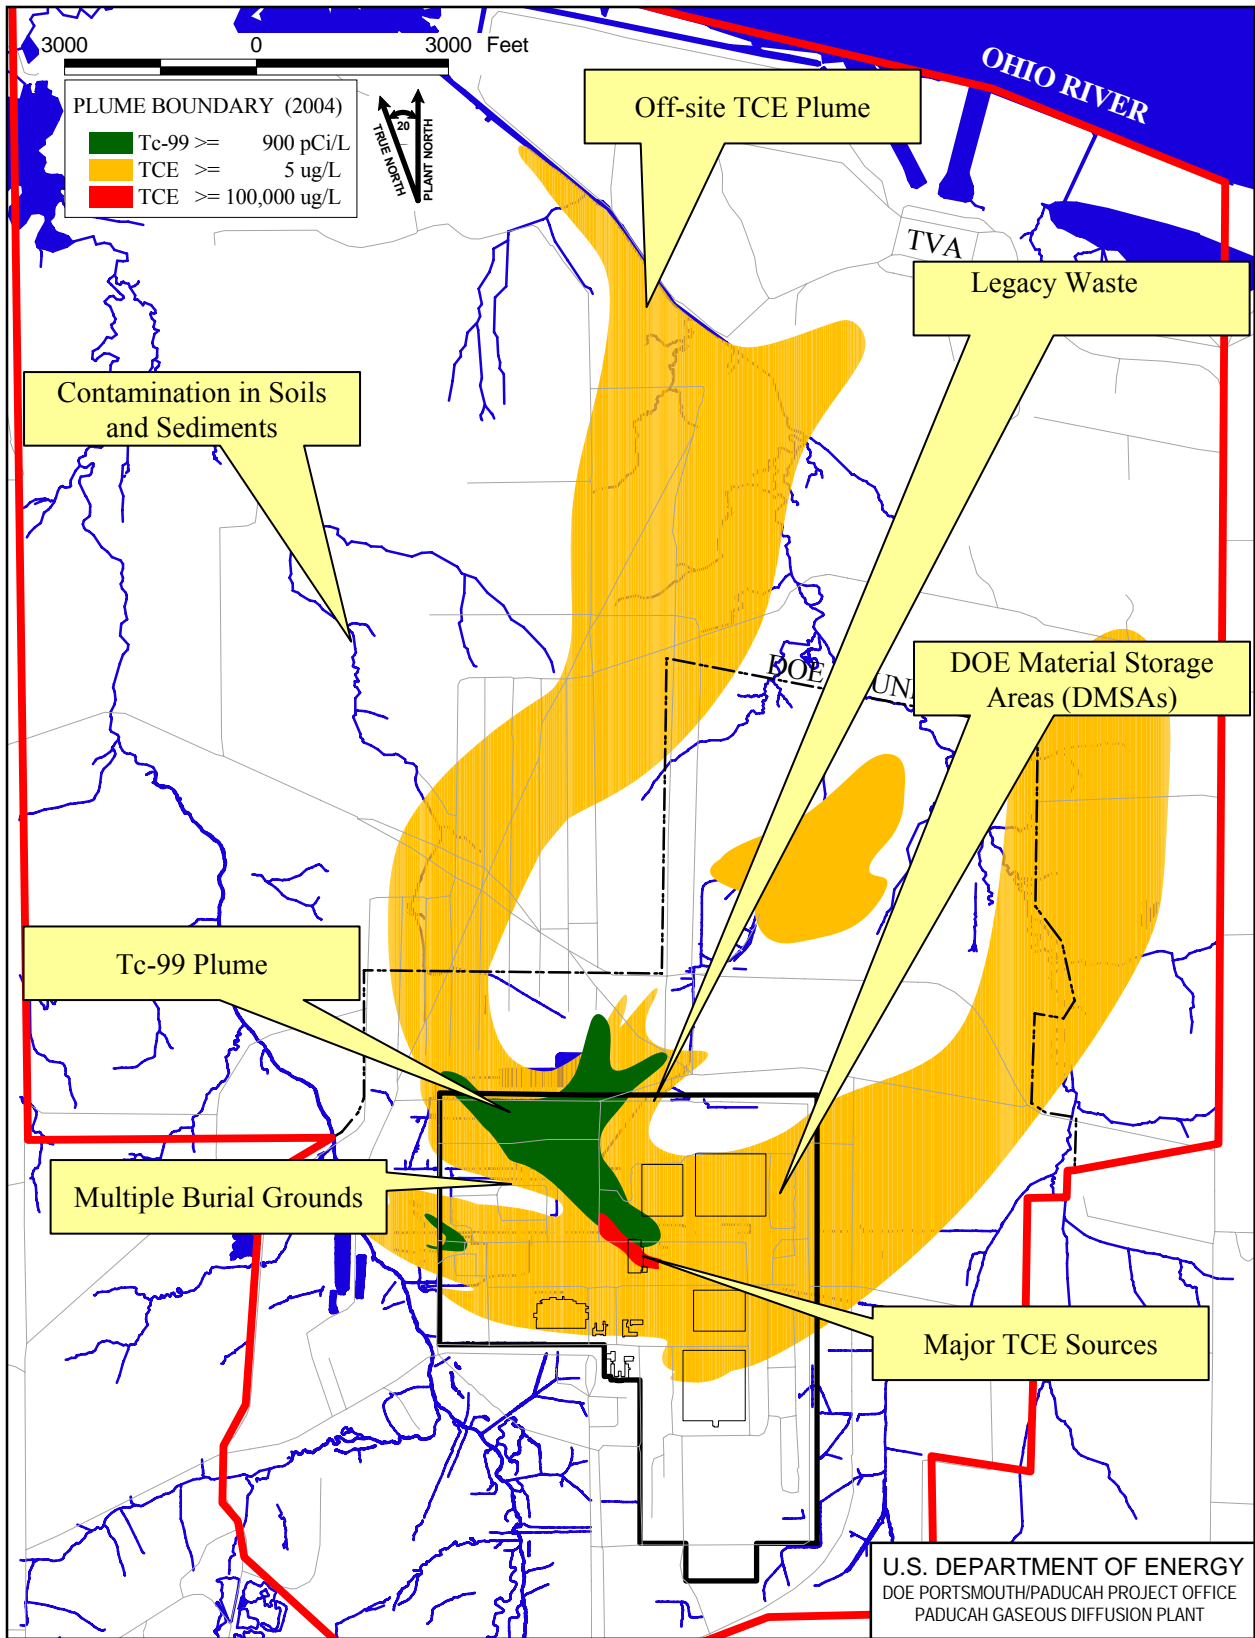 3000 0 3000 Feet
OHIO RIVER
PLUME BOUNDARY (2004)
Tc-99 >= 900 pCi/L
TCE >= 5 ug/L
TCE >= 100,000 ug/L
20
TRUE NORTH
PLANT NORTH
Off-site TCE Plume
TVA
Legacy Waste
Contamination in Soils
and Sediments
DOE UN
DOE Material Storage
Areas (DMSAs)
Tc-99 Plume
Multiple Burial Grounds
Major TCE Sources
U.S. DEPARTMENT OF ENERGY
DOE PORTSMOUTH/PADUCAH PROJECT OFFICE
PADUCAH GASEOUS DIFFUSION PLANT